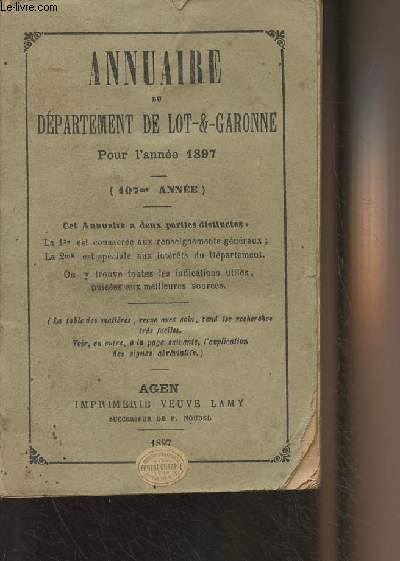 ANNUAIRE
DU
DÉPARTEMENT DE LOT-&-GARONNE
Pour l'année 1897
(107me ANNÉE)
Cet Annuaire a deux parties distinctes :
La 1re est consacrée aux renseignements généraux ;
La 2me est spéciale aux intérêts du Département.
On y trouve toutes les indications utiles,
puisées aux meilleures sources.
(La table des matières, revue avec soin, rend les recherches
très faciles.
Voir, en outre, à la page suivante, l'explication
des signes abréviatifs.)
AGEN
IMPRIMERIE VEUVE LAMY
SUCCESSEUR DE P. NOUBEL
1897
le-livre.com